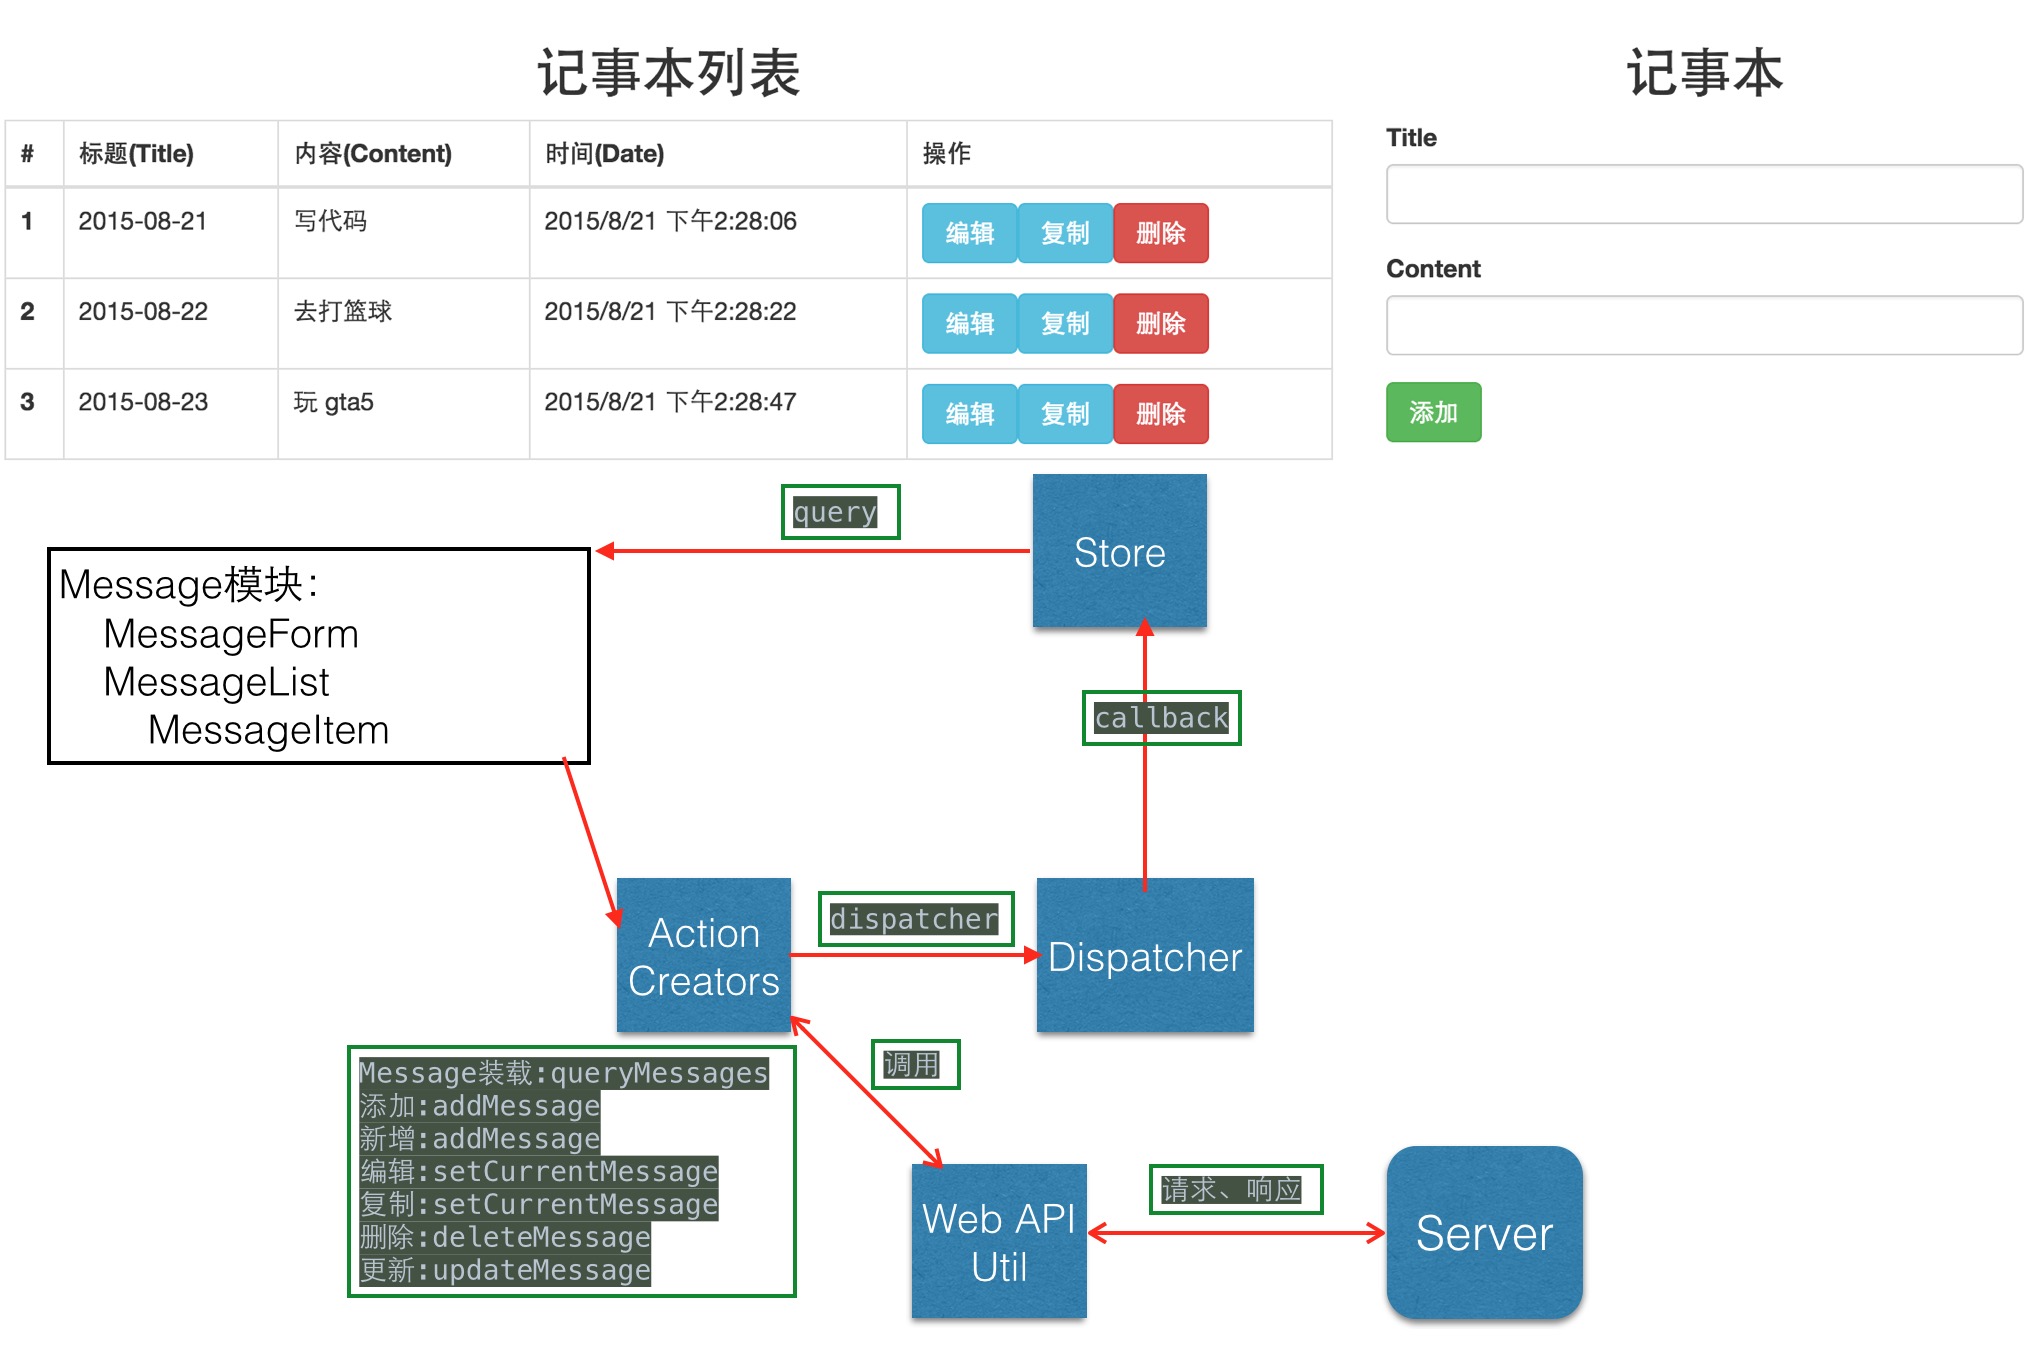 记事本列表
# 标题(Title) 内容(Content) 时间(Date) 操作
1 2015-08-21 写代码 2015/8/21 下午2:28:06 编辑 复制 删除
2 2015-08-22 去打篮球 2015/8/21 下午2:28:22 编辑 复制 删除
3 2015-08-23 玩 gta5 2015/8/21 下午2:28:47 编辑 复制 删除
记事本
Title
Content
添加
query
Store
Message模块:
MessageForm
MessageList
MessageItem
callback
Action
Creators
dispatcher
Dispatcher
调用
Message装载:queryMessages
添加:addMessage
新增:addMessage
编辑:setCurrentMessage
复制:setCurrentMessage
删除:deleteMessage
更新:updateMessage
Web API
Util
请求、响应
Server